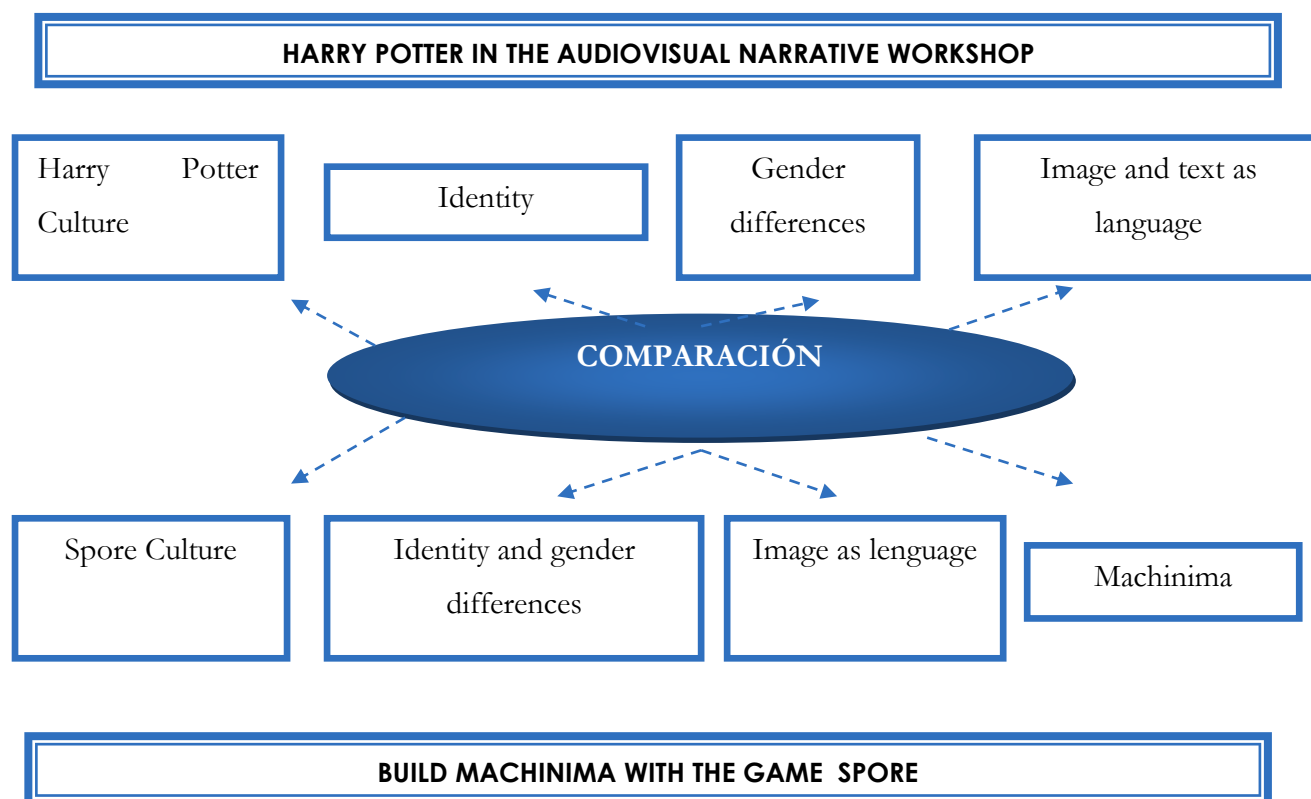 HARRY POTTER IN THE AUDIOVISUAL NARRATIVE WORKSHOP
Harry Potter
Culture
Identity
Gender
differences
Image and text as
language
COMPARACIÓN
Spore Culture
Identity and gender
differences
Image as lenguage
Machinima
BUILD MACHINIMA WITH THE GAME SPORE